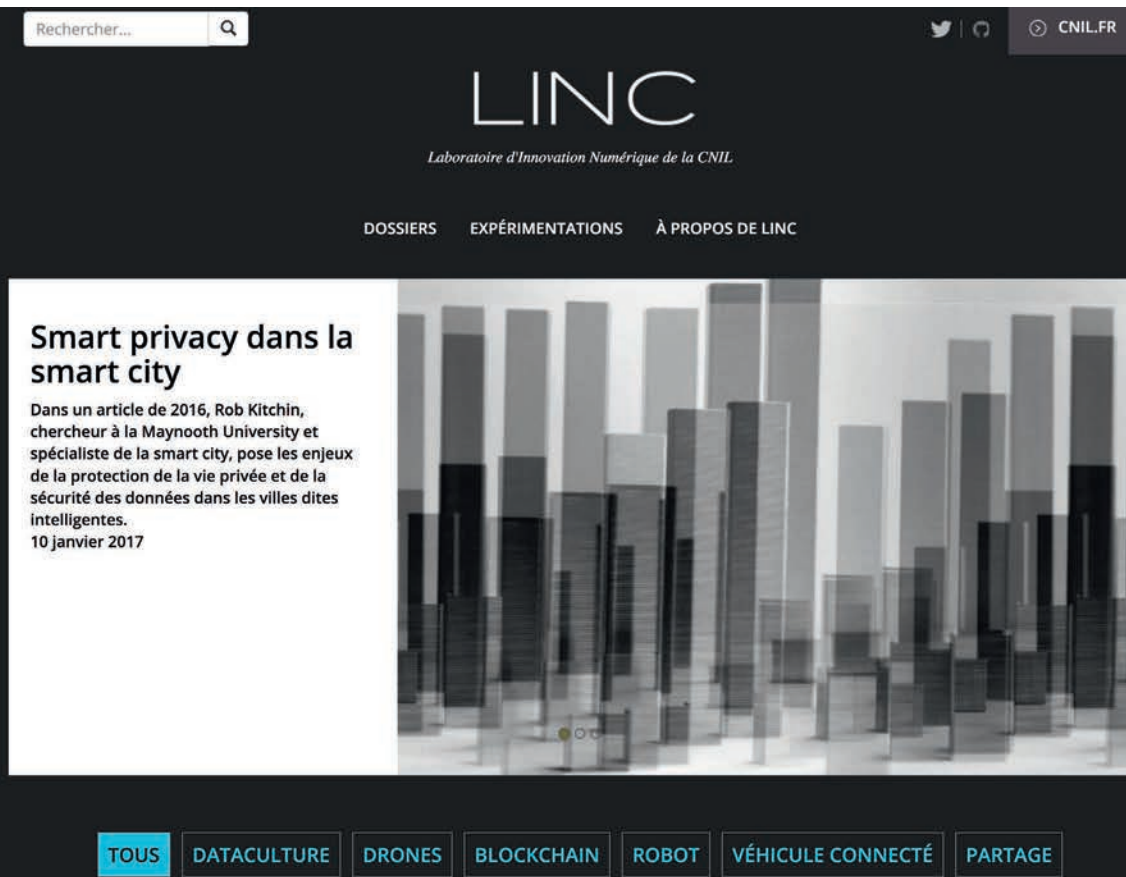 Rechercher...
CNIL.FR
LINC
Laboratoire d'Innovation Numérique de la CNIL
DOSSIERS EXPÉRIMENTATIONS À PROPOS DE LINC
Smart privacy dans la
smart city
Dans un article de 2016, Rob Kitchin,
chercheur à la Maynooth University et
spécialiste de la smart city, pose les enjeux
de la protection de la vie privée et de la
sécurité des données dans les villes dites
intelligentes.
10 janvier 2017
TOUS DATACULTURE DRONES BLOCKCHAIN ROBOT VÉHICULE CONNECTÉ PARTAGE